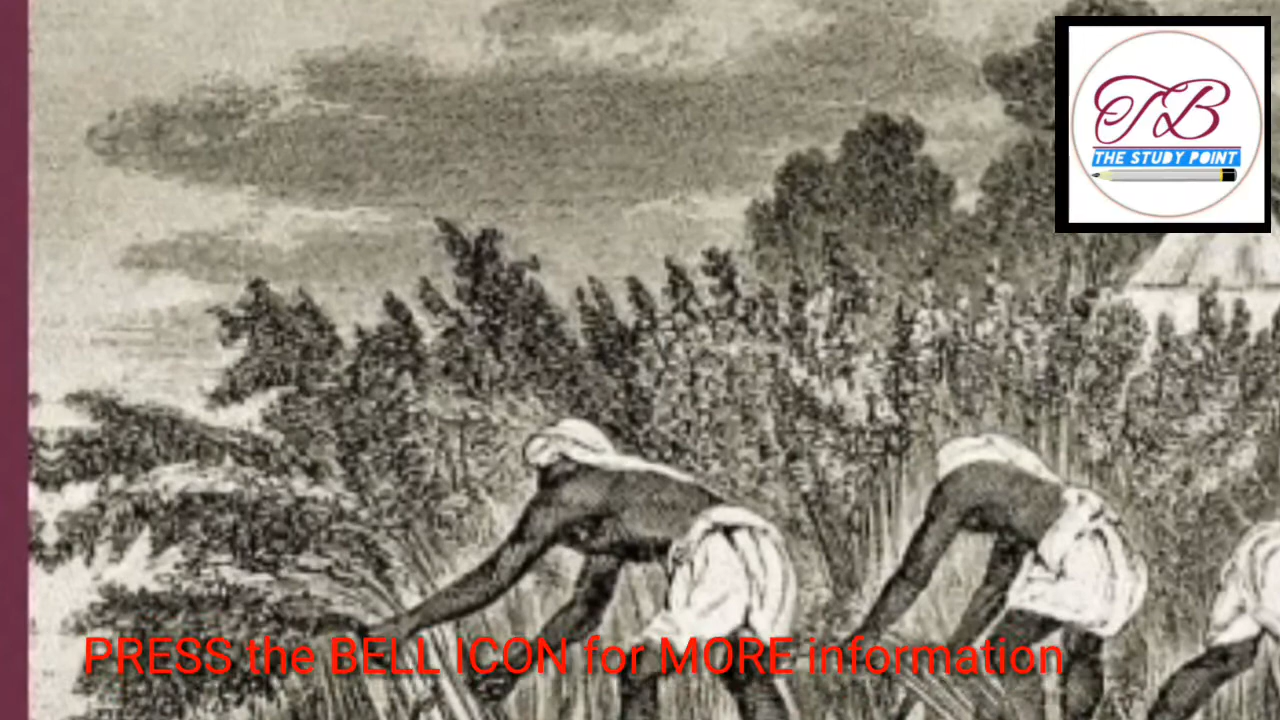 TB
THE STUDY POINT
PRESS the BELL ICON for MORE information